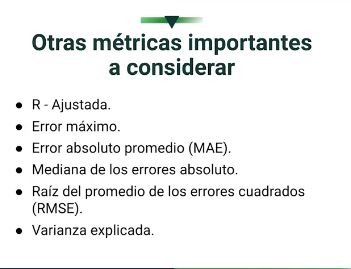 Otras métricas importantes
a considerar
● R - Ajustada.
● Error máximo.
● Error absoluto promedio (MAE).
● Mediana de los errores absoluto.
● Raíz del promedio de los errores cuadrados
(RMSE).
● Varianza explicada.